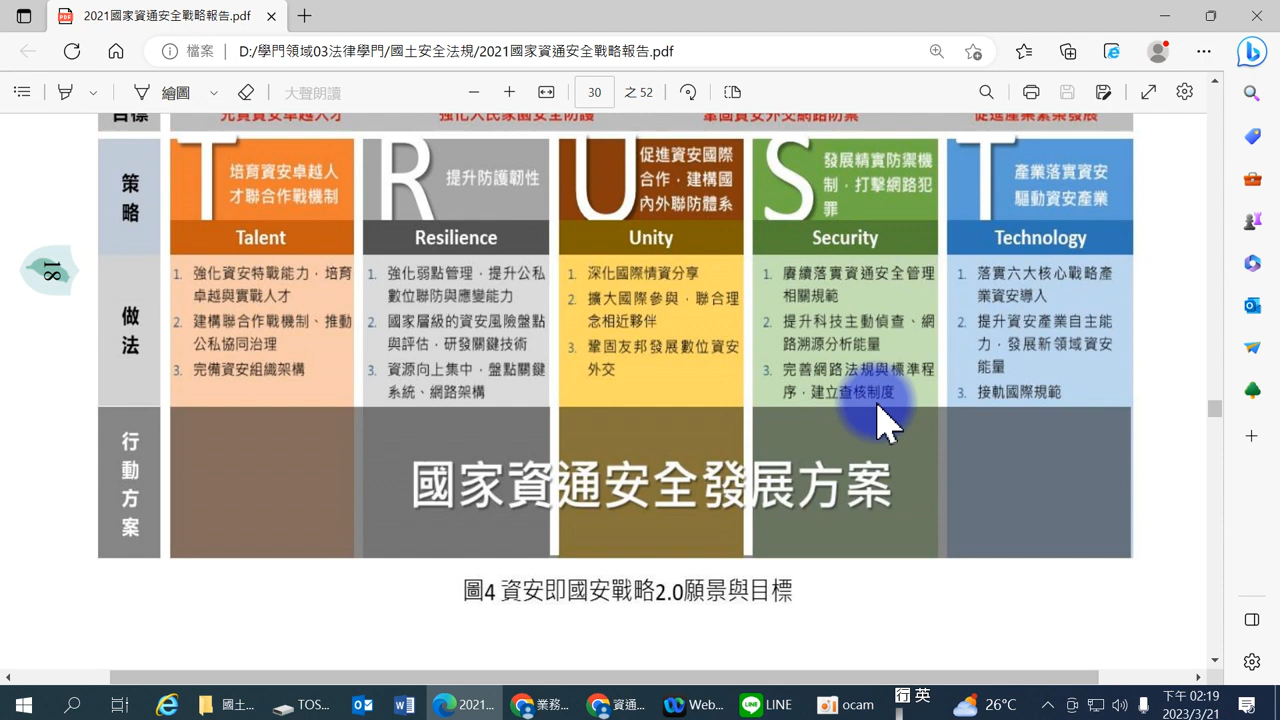 2021國家資通安全戰略報告.pdf
檔案 D:/學門領域03法律學門/國土安全法規/2021國家資通安全戰略報告.pdf
繪圖 大聲朗讀 30 之 52
策略
T 培育資安卓越人
才聯合作戰機制
Talent
R 提升防護韌性
Resilience
U 促進資安國際
合作，建構國
內外聯防體系
Unity
S 發展精實防禦機
制，打擊網路犯
罪
Security
T 產業落實資安
驅動資安產業
Technology
做法
1. 強化資安特戰能力，培育
卓越與實戰人才
2. 建構聯合作戰機制、推動
公私協同治理
3. 完備資安組織架構
1. 強化弱點管理，提升公私
數位聯防與應變能力
2. 國家層級的資安風險盤點
與評估，研發關鍵技術
3. 資源向上集中，盤點關鍵
系統、網路架構
1. 深化國際情資分享
2. 擴大國際參與，聯合理
念相近夥伴
3. 鞏固友邦發展數位資安
外交
1. 賡續落實資通安全管理
相關規範
2. 提升科技主動偵查、網
路溯源分析能量
3. 完善網路法規與標準程
序，建立查核制度
1. 落實六大核心戰略產
業資安導入
2. 提升資安產業自主能
力，發展新領域資安
能量
3. 接軌國際規範
行動方案
國家資通安全發展方案
圖4 資安即國安戰略2.0願景與目標
18
國土...
TOS...
2021...
業務...
資通...
Web...
LINE
ocam
行 英
26°C
下午 02:19
2023/3/21